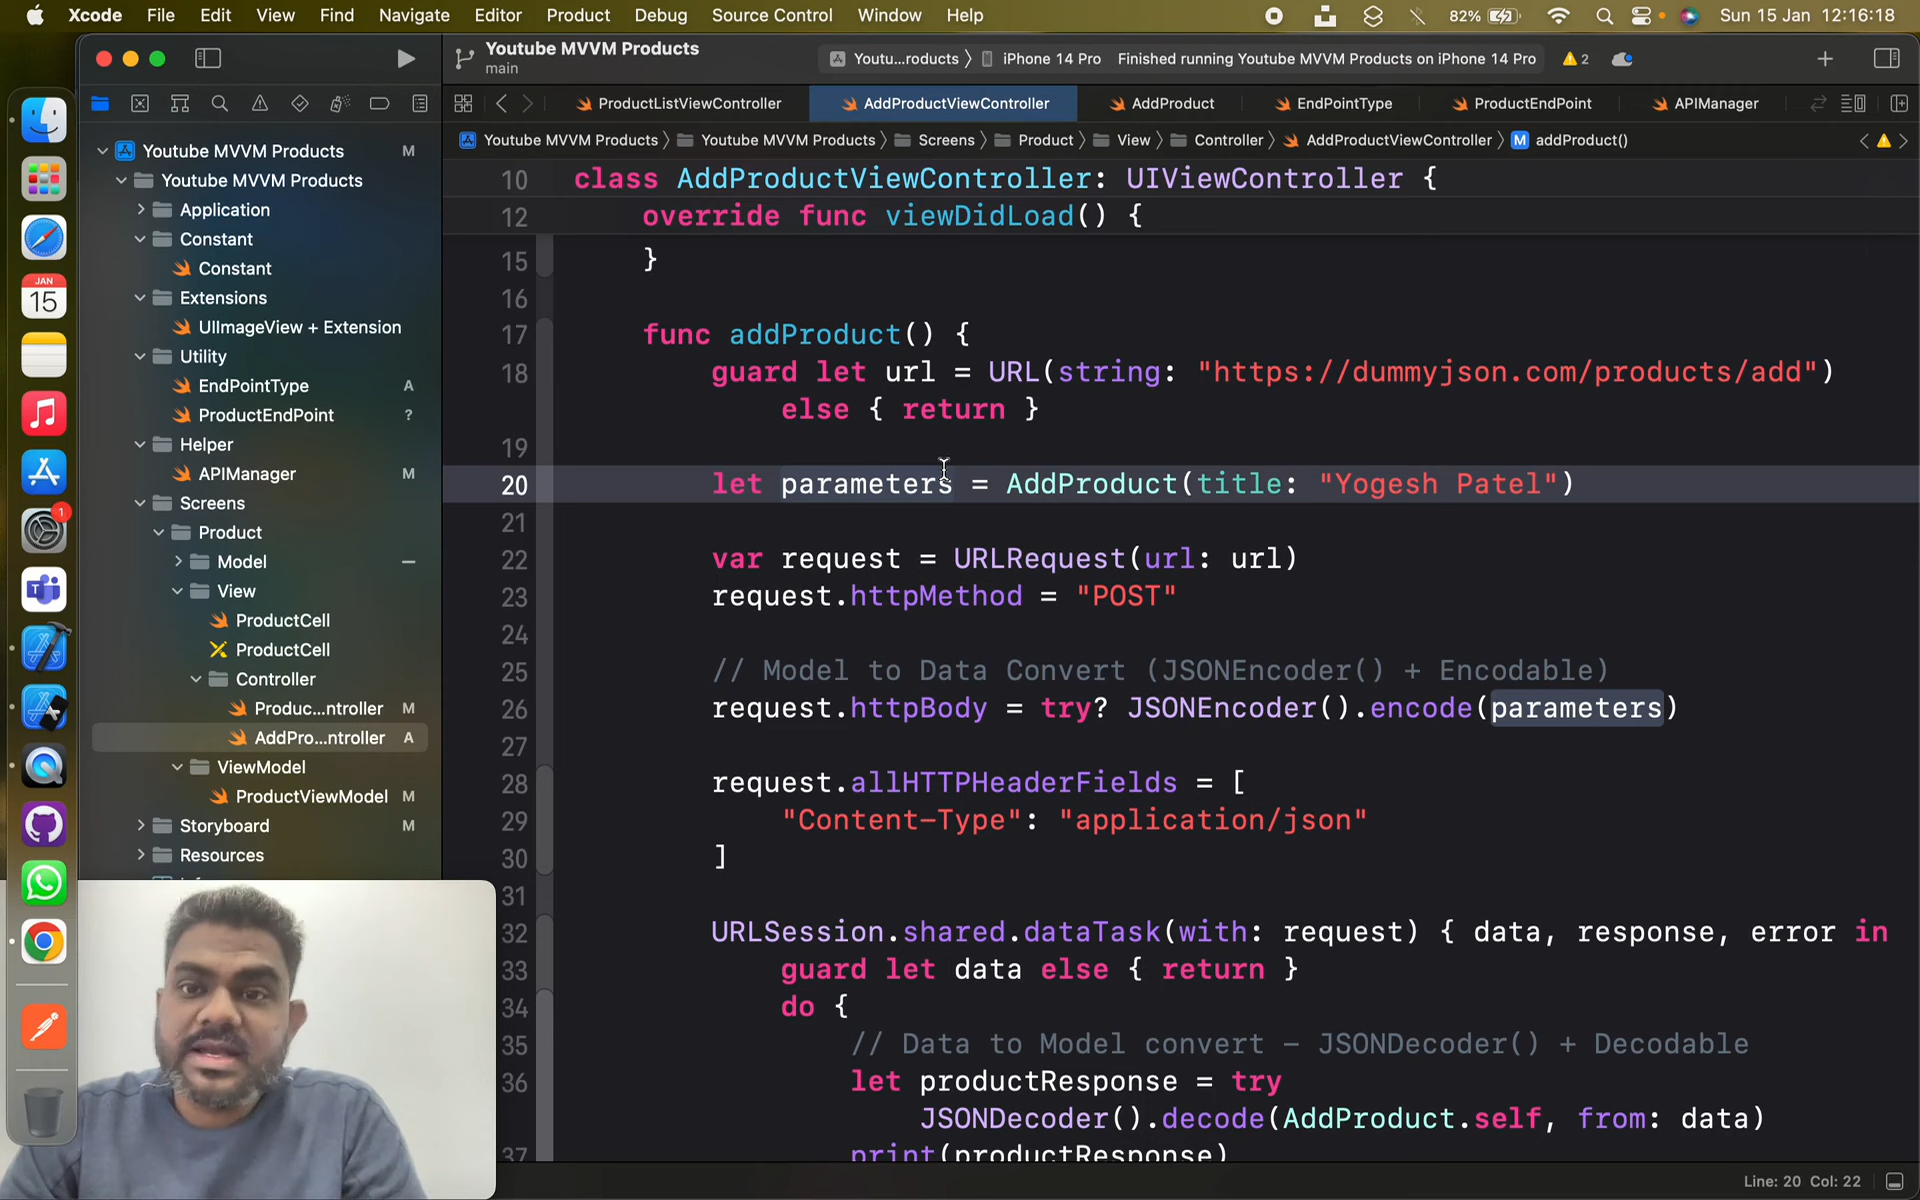 Xcode File Edit View Find Navigate Editor Product Debug Source Control Window Help 82% Sun 15 Jan 12:16:18
Youtube MVVM Products
main
Youtu...roducts 〉 iPhone 14 Pro Finished running Youtube MVVM Products on iPhone 14 Pro 2
ProductListViewController AddProductViewController AddProduct EndPointType ProductEndPoint APIManager
Youtube MVVM Products 〉 Youtube MVVM Products 〉 Screens 〉 Product 〉 View 〉 Controller 〉 AddProductViewController 〉 M addProduct()
Youtube MVVM Products M
Youtube MVVM Products
Application
Constant
Constant
Extensions
UIImageView + Extension
Utility
EndPointType A
ProductEndPoint ?
Helper
APIManager M
Screens
Product
Model –
View
ProductCell
ProductCell
Controller
Produc...ntroller M
AddPro...ntroller A
ViewModel
ProductViewModel M
Storyboard M
Resources
JAN
15
1
10 class AddProductViewController: UIViewController {
12 override func viewDidLoad() {
15 }
16
17 func addProduct() {
18 guard let url = URL(string: "https://dummyjson.com/products/add")
else { return }
19
20 let parameters = AddProduct(title: "Yogesh Patel")
21
22 var request = URLRequest(url: url)
23 request.httpMethod = "POST"
24
25 // Model to Data Convert (JSONEncoder() + Encodable)
26 request.httpBody = try? JSONEncoder().encode(parameters)
27
28 request.allHTTPHeaderFields = [
29 "Content-Type": "application/json"
30 ]
31
32 URLSession.shared.dataTask(with: request) { data, response, error in
33 guard let data else { return }
34 do {
35 // Data to Model convert - JSONDecoder() + Decodable
36 let productResponse = try
JSONDecoder().decode(AddProduct.self, from: data)
37 print(productResponse)
Line: 20 Col: 22